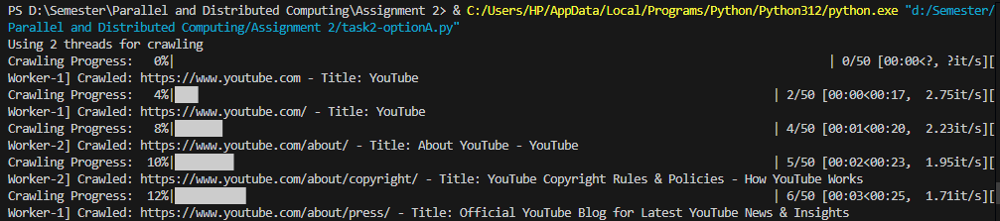 PS D:\Semester\Parallel and Distributed Computing\Assignment 2> & C:/Users/HP/AppData/Local/Programs/Python/Python312/python.exe "d:/Semester/
Parallel and Distributed Computing/Assignment 2/task2-optionA.py"
Using 2 threads for crawling
Crawling Progress:   0%|          | 0/50 [00:00<?, ?it/s][
Worker-1] Crawled: https://www.youtube.com - Title: YouTube
Crawling Progress:   4%|          | 2/50 [00:00<00:17,  2.75it/s][
Worker-1] Crawled: https://www.youtube.com/ - Title: YouTube
Crawling Progress:   8%|          | 4/50 [00:01<00:20,  2.23it/s][
Worker-2] Crawled: https://www.youtube.com/about/ - Title: About YouTube - YouTube
Crawling Progress:  10%|          | 5/50 [00:02<00:23,  1.95it/s][
Worker-2] Crawled: https://www.youtube.com/about/copyright/ - Title: YouTube Copyright Rules & Policies - How YouTube Works
Crawling Progress:  12%|          | 6/50 [00:03<00:25,  1.71it/s][
Worker-1] Crawled: https://www.youtube.com/about/press/ - Title: Official YouTube Blog for Latest YouTube News & Insights